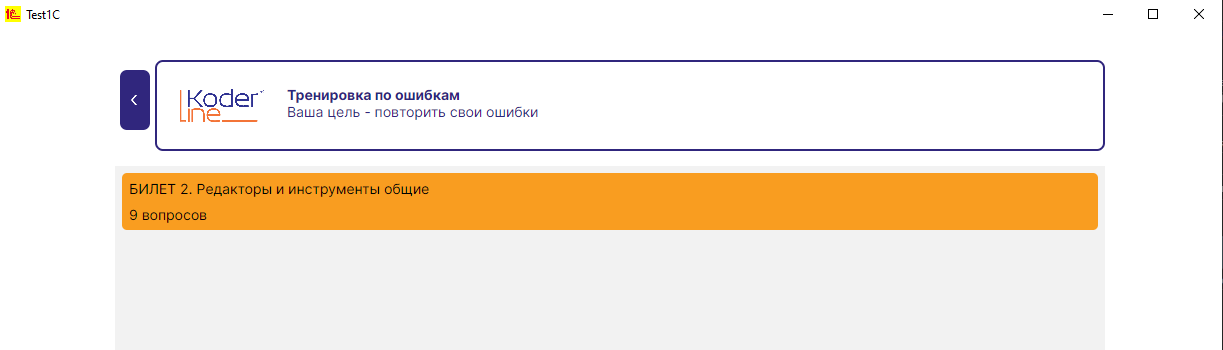 Test1C
Koder
line
Тренировка по ошибкам
Ваша цель - повторить свои ошибки
БИЛЕТ 2. Редакторы и инструменты общие
9 вопросов